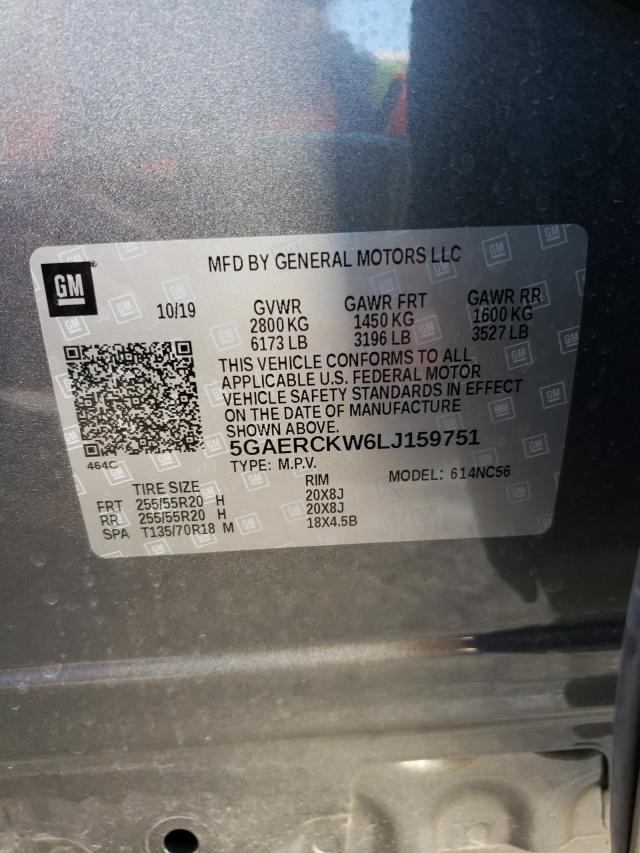 GM
MFD BY GENERAL MOTORS LLC
10/19 GVWR GAWR FRT GAWR RR
2800 KG 1450 KG 1600 KG
6173 LB 3196 LB 3527 LB
THIS VEHICLE CONFORMS TO ALL
APPLICABLE U.S. FEDERAL MOTOR
VEHICLE SAFETY STANDARDS IN EFFECT
ON THE DATE OF MANUFACTURE
SHOWN ABOVE.
5GAERCKW6LJ159751
464C TYPE: M.P.V. MODEL: 614NC56
TIRE SIZE RIM
FRT 255/55R20 H 20X8J
RR 255/55R20 H 20X8J
SPA T135/70R18 M 18X4.5B